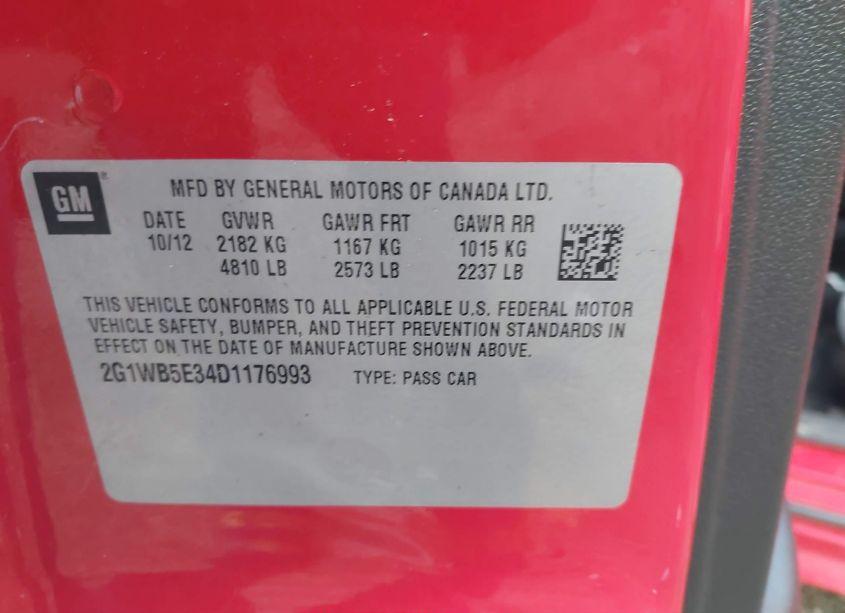 GM ®
MFD BY GENERAL MOTORS OF CANADA LTD.
DATE GVWR GAWR FRT GAWR RR
10/12 2182 KG 1167 KG 1015 KG
4810 LB 2573 LB 2237 LB
THIS VEHICLE CONFORMS TO ALL APPLICABLE U.S. FEDERAL MOTOR
VEHICLE SAFETY, BUMPER, AND THEFT PREVENTION STANDARDS IN
EFFECT ON THE DATE OF MANUFACTURE SHOWN ABOVE.
2G1WB5E34D1176993 TYPE: PASS CAR